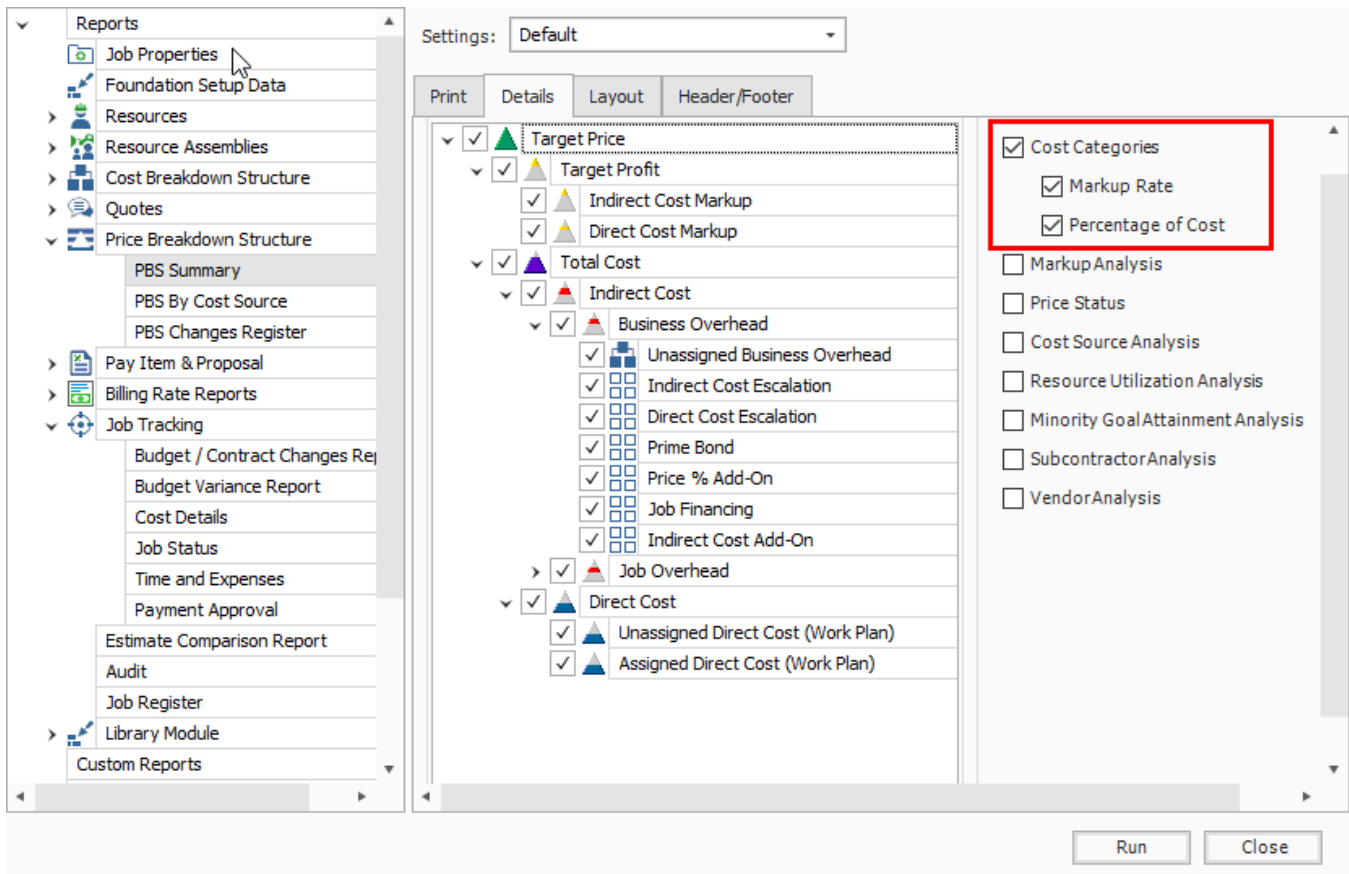 Reports
Job Properties
Foundation Setup Data
Resources
Resource Assemblies
Cost Breakdown Structure
Quotes
Price Breakdown Structure
PBS Summary
PBS By Cost Source
PBS Changes Register
Pay Item & Proposal
Billing Rate Reports
Job Tracking
Budget / Contract Changes Rep
Budget Variance Report
Cost Details
Job Status
Time and Expenses
Payment Approval
Estimate Comparison Report
Audit
Job Register
Library Module
Custom Reports
Settings: Default
Print Details Layout Header/Footer
Target Price
Target Profit
Indirect Cost Markup
Direct Cost Markup
Total Cost
Indirect Cost
Business Overhead
Unassigned Business Overhead
Indirect Cost Escalation
Direct Cost Escalation
Prime Bond
Price % Add-On
Job Financing
Indirect Cost Add-On
Job Overhead
Direct Cost
Unassigned Direct Cost (Work Plan)
Assigned Direct Cost (Work Plan)
Cost Categories
Markup Rate
Percentage of Cost
Markup Analysis
Price Status
Cost Source Analysis
Resource Utilization Analysis
Minority Goal Attainment Analysis
Subcontractor Analysis
Vendor Analysis
Run Close